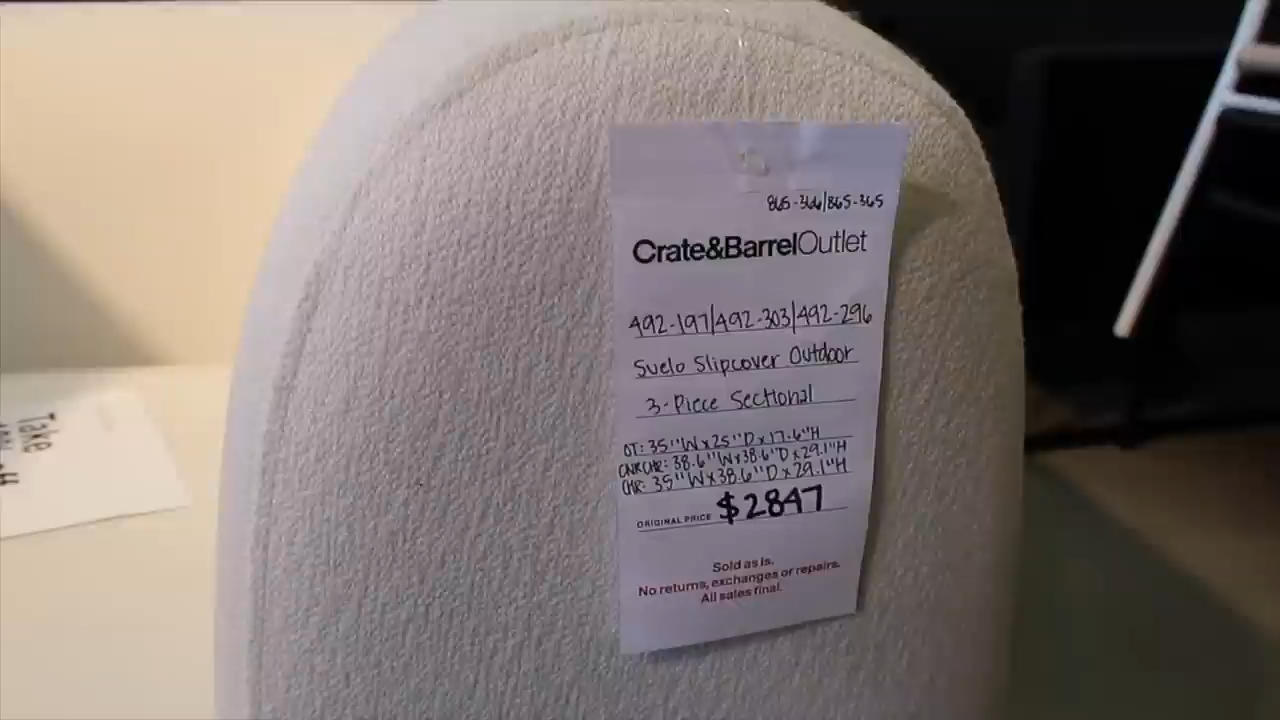 865-366/865-365
Crate&BarrelOutlet
492-197/492-303/492-296
Suelo Slipcover Outdoor
3-Piece Sectional
OT: 35"W x 25"D x 17.6"H
CNR CHR: 38.6"W x 38.6"D x 29.1"H
CHR: 35"W x 38.6"D x 29.1"H
ORIGINAL PRICE $2847
Sold as is.
No returns, exchanges or repairs.
All sales final.
Take